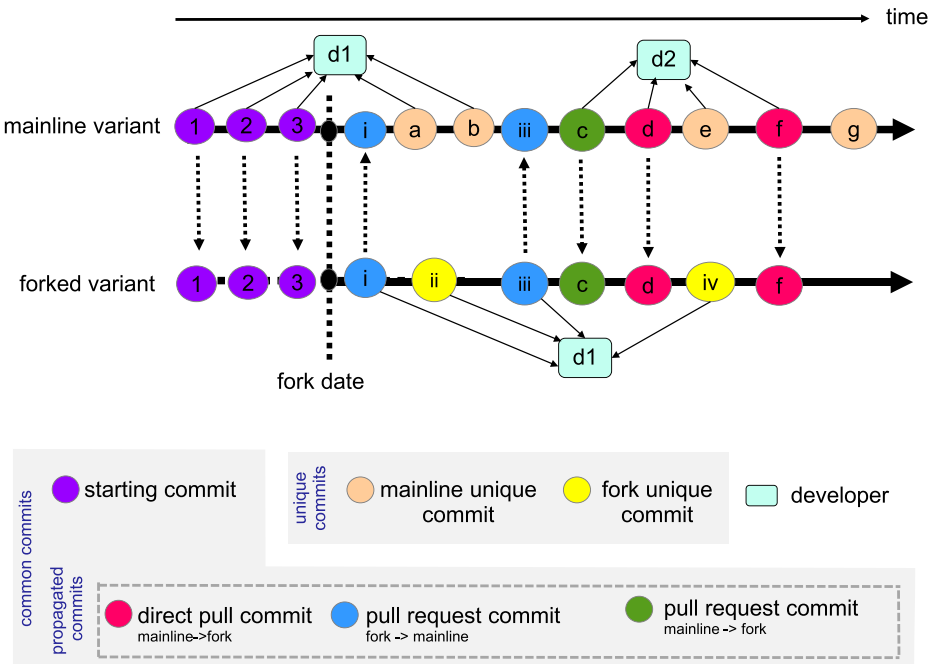 time
d1
d2
mainline variant
1 2 3 i a b iii c d e f g
forked variant
1 2 3 i ii iii c d iv f
d1
fork date
common commits
starting commit
unique commits
mainline unique commit
fork unique commit
developer
propagated commits
direct pull commit
mainline->fork
pull request commit
fork -> mainline
pull request commit
mainline -> fork